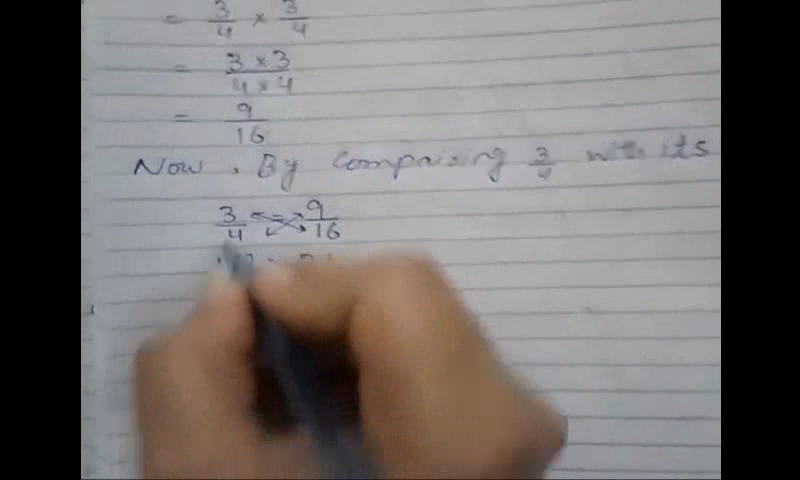 = 3/4 × 3/4
= 3 × 3 / 4 × 4
= 9/16
Now, By comprising 3/4 with its
3/4 = 9/16